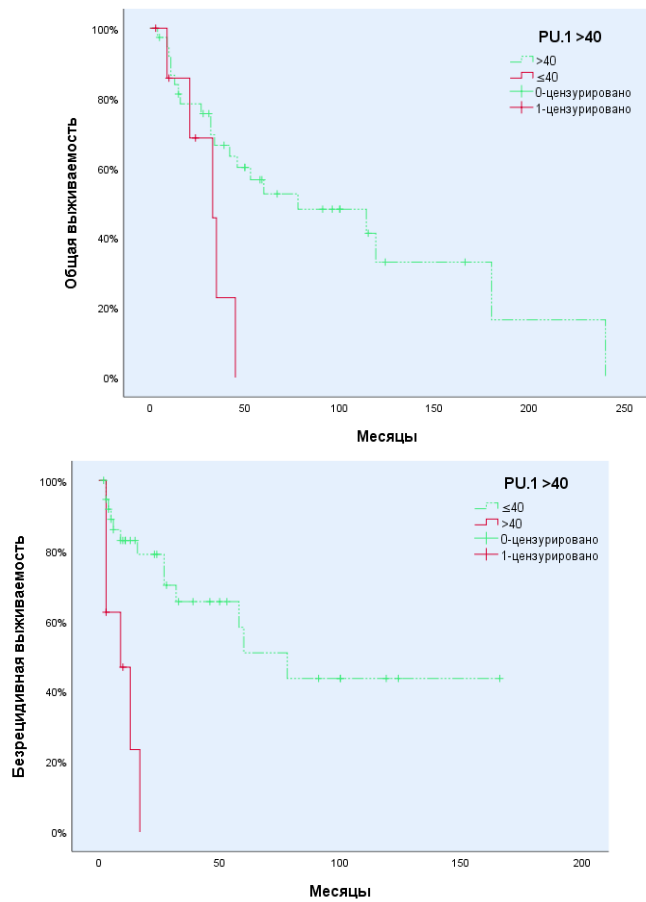 PU.1 >40
>40
≤40
0-цензурировано
1-цензурировано
100%
80%
60%
40%
20%
0%
Общая выживаемость
0 50 100 150 200 250
Месяцы
PU.1 >40
≤40
>40
0-цензурировано
1-цензурировано
100%
80%
60%
40%
20%
0%
Безрецидивная выживаемость
0 50 100 150 200
Месяцы